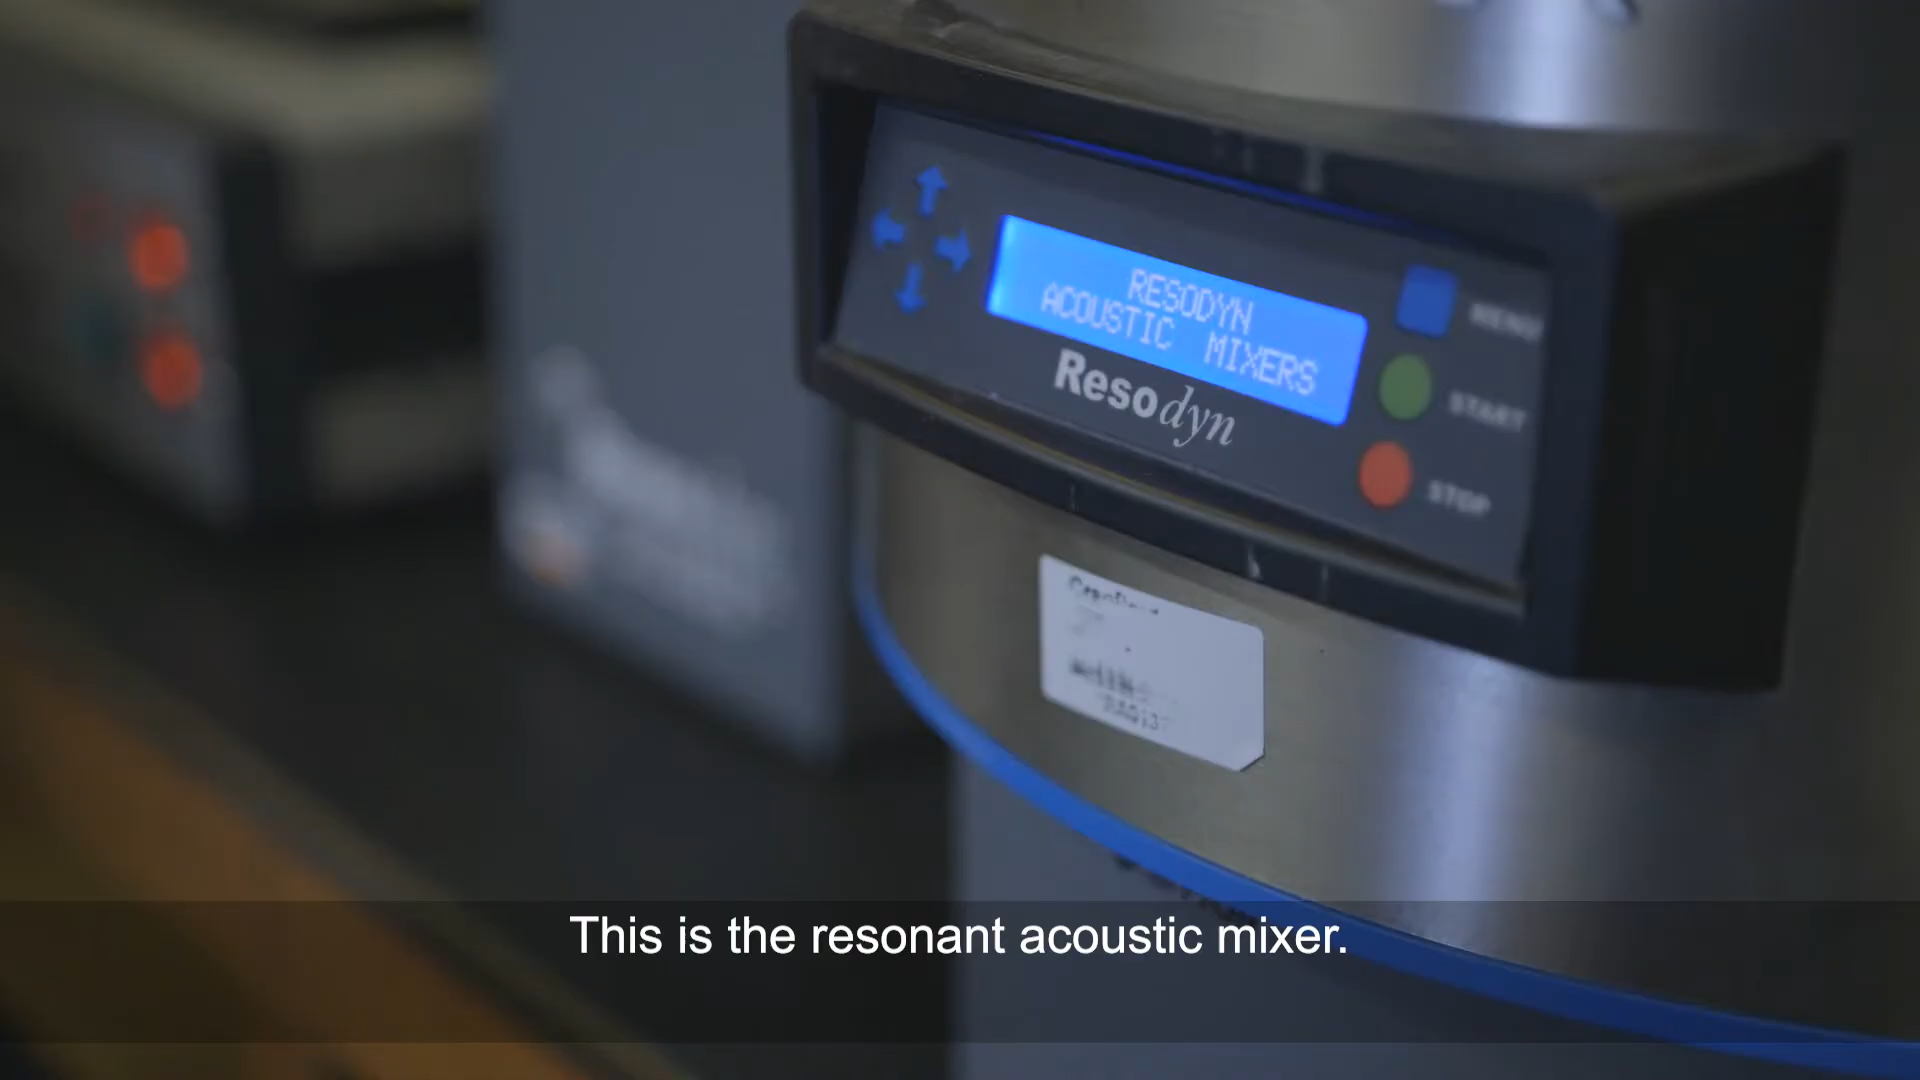 RESODYN
ACOUSTIC MIXERS
Resodyn
MENU
START
STOP
This is the resonant acoustic mixer.